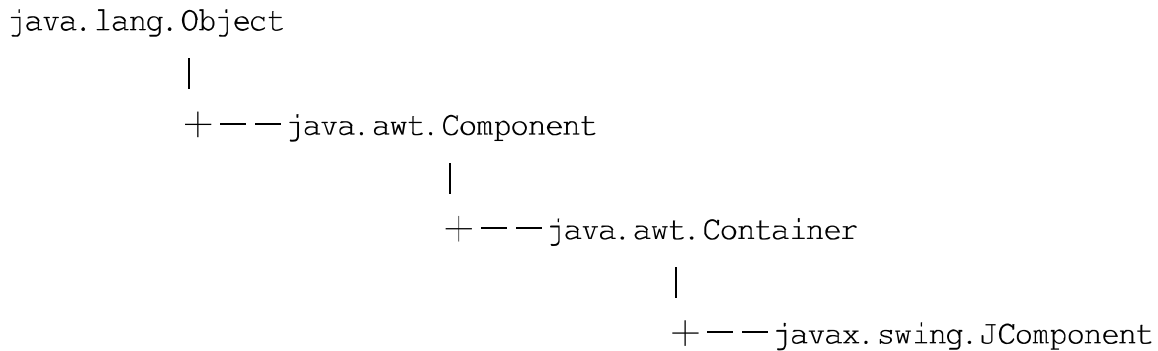 java.lang.Object
|
+——java.awt.Component
|
+——java.awt.Container
|
+——javax.swing.JComponent